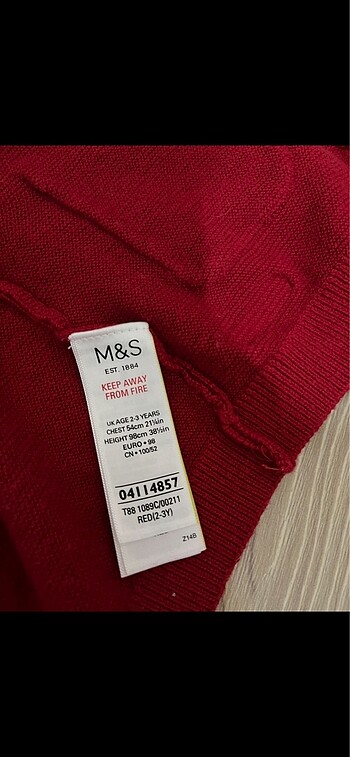 M&S
EST. 1884
KEEP AWAY
FROM FIRE
UK AGE 2-3 YEARS
CHEST 54cm 21¼in
HEIGHT 98cm 38½in
EURO • 98
CN • 100/52
04114857
T88 1089C/00211
RED(2-3Y)
Z14B